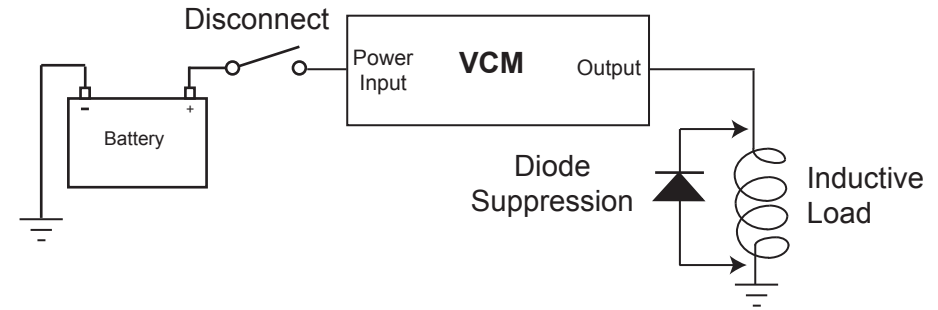 Disconnect
Power
Input
VCM
Output
-
+
Battery
Diode
Suppression
Inductive
Load